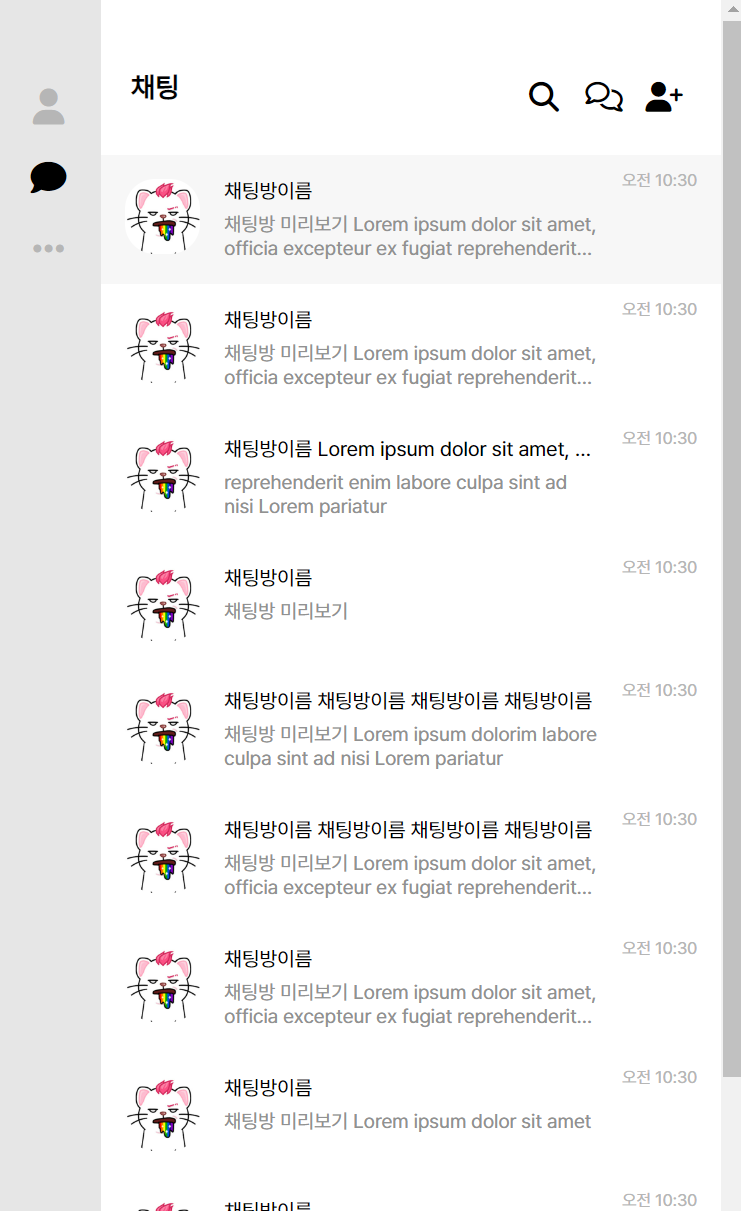 채팅
채팅방이름
오전 10:30
채팅방 미리보기 Lorem ipsum dolor sit amet,
officia excepteur ex fugiat reprehenderit...
채팅방이름
오전 10:30
채팅방 미리보기 Lorem ipsum dolor sit amet,
officia excepteur ex fugiat reprehenderit...
채팅방이름 Lorem ipsum dolor sit amet, ...
오전 10:30
reprehenderit enim labore culpa sint ad
nisi Lorem pariatur
채팅방이름
오전 10:30
채팅방 미리보기
채팅방이름 채팅방이름 채팅방이름 채팅방이름
오전 10:30
채팅방 미리보기 Lorem ipsum dolorim labore
culpa sint ad nisi Lorem pariatur
채팅방이름 채팅방이름 채팅방이름 채팅방이름
오전 10:30
채팅방 미리보기 Lorem ipsum dolor sit amet,
officia excepteur ex fugiat reprehenderit...
채팅방이름
오전 10:30
채팅방 미리보기 Lorem ipsum dolor sit amet,
officia excepteur ex fugiat reprehenderit...
채팅방이름
오전 10:30
채팅방 미리보기 Lorem ipsum dolor sit amet
채팅방이름
오전 10:30